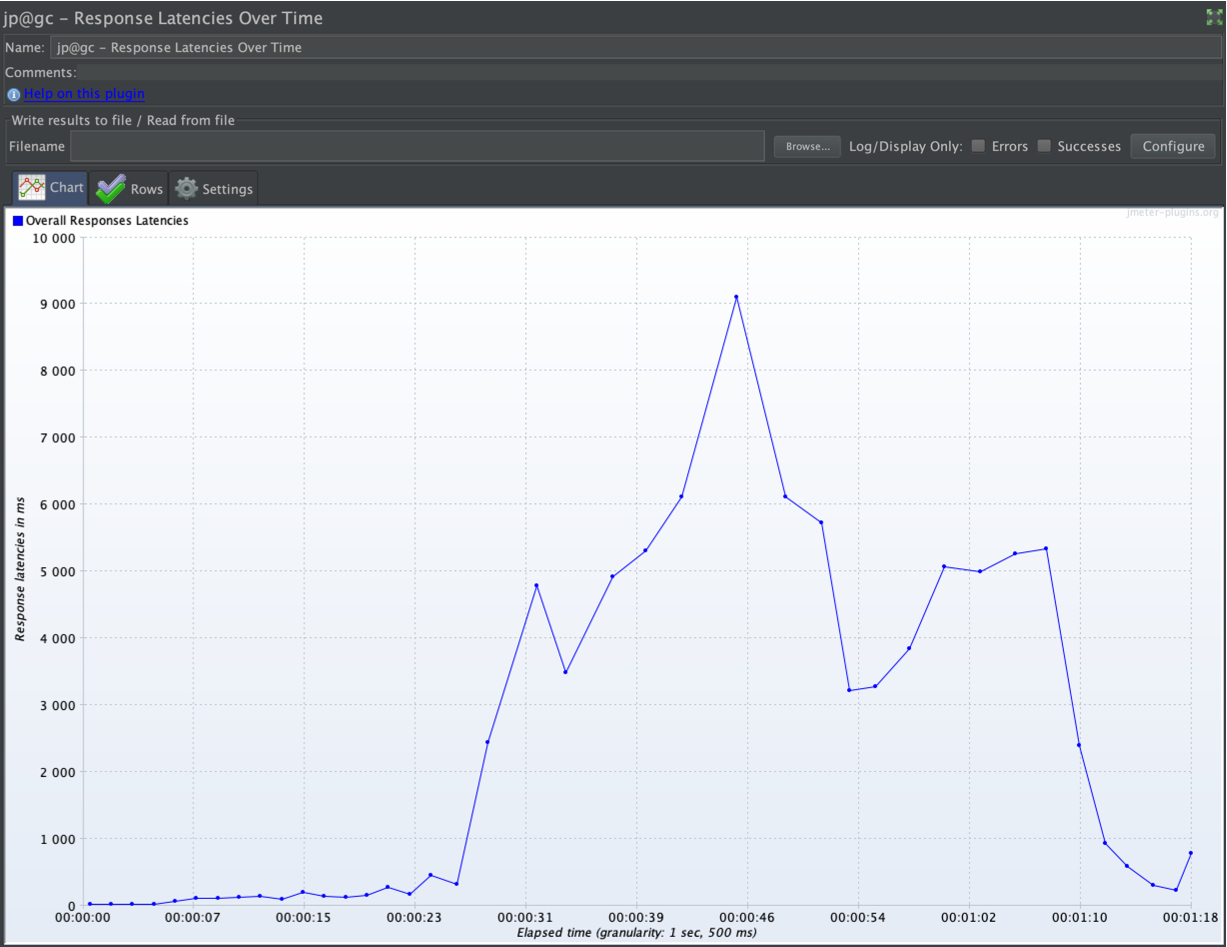 jp@gc – Response Latencies Over Time
Name: jp@gc – Response Latencies Over Time
Comments:
Help on this plugin
Write results to file / Read from file
Filename Browse... Log/Display Only: Errors Successes Configure
Chart Rows Settings
jmeter-plugins.org
Overall Responses Latencies
10 000
9 000
8 000
7 000
6 000
5 000
4 000
3 000
2 000
1 000
0
Response latencies in ms
00:00:00 00:00:07 00:00:15 00:00:23 00:00:31 00:00:39 00:00:46 00:00:54 00:01:02 00:01:10 00:01:18
Elapsed time (granularity: 1 sec, 500 ms)